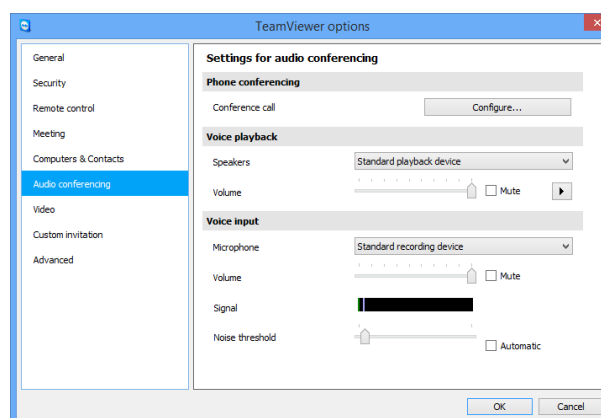 TeamViewer options
General
Security
Remote control
Meeting
Computers & Contacts
Audio conferencing
Video
Custom invitation
Advanced
Settings for audio conferencing
Phone conferencing
Conference call
Configure...
Voice playback
Speakers
Standard playback device
Volume
Mute
Voice input
Microphone
Standard recording device
Volume
Mute
Signal
Noise threshold
Automatic
OK
Cancel